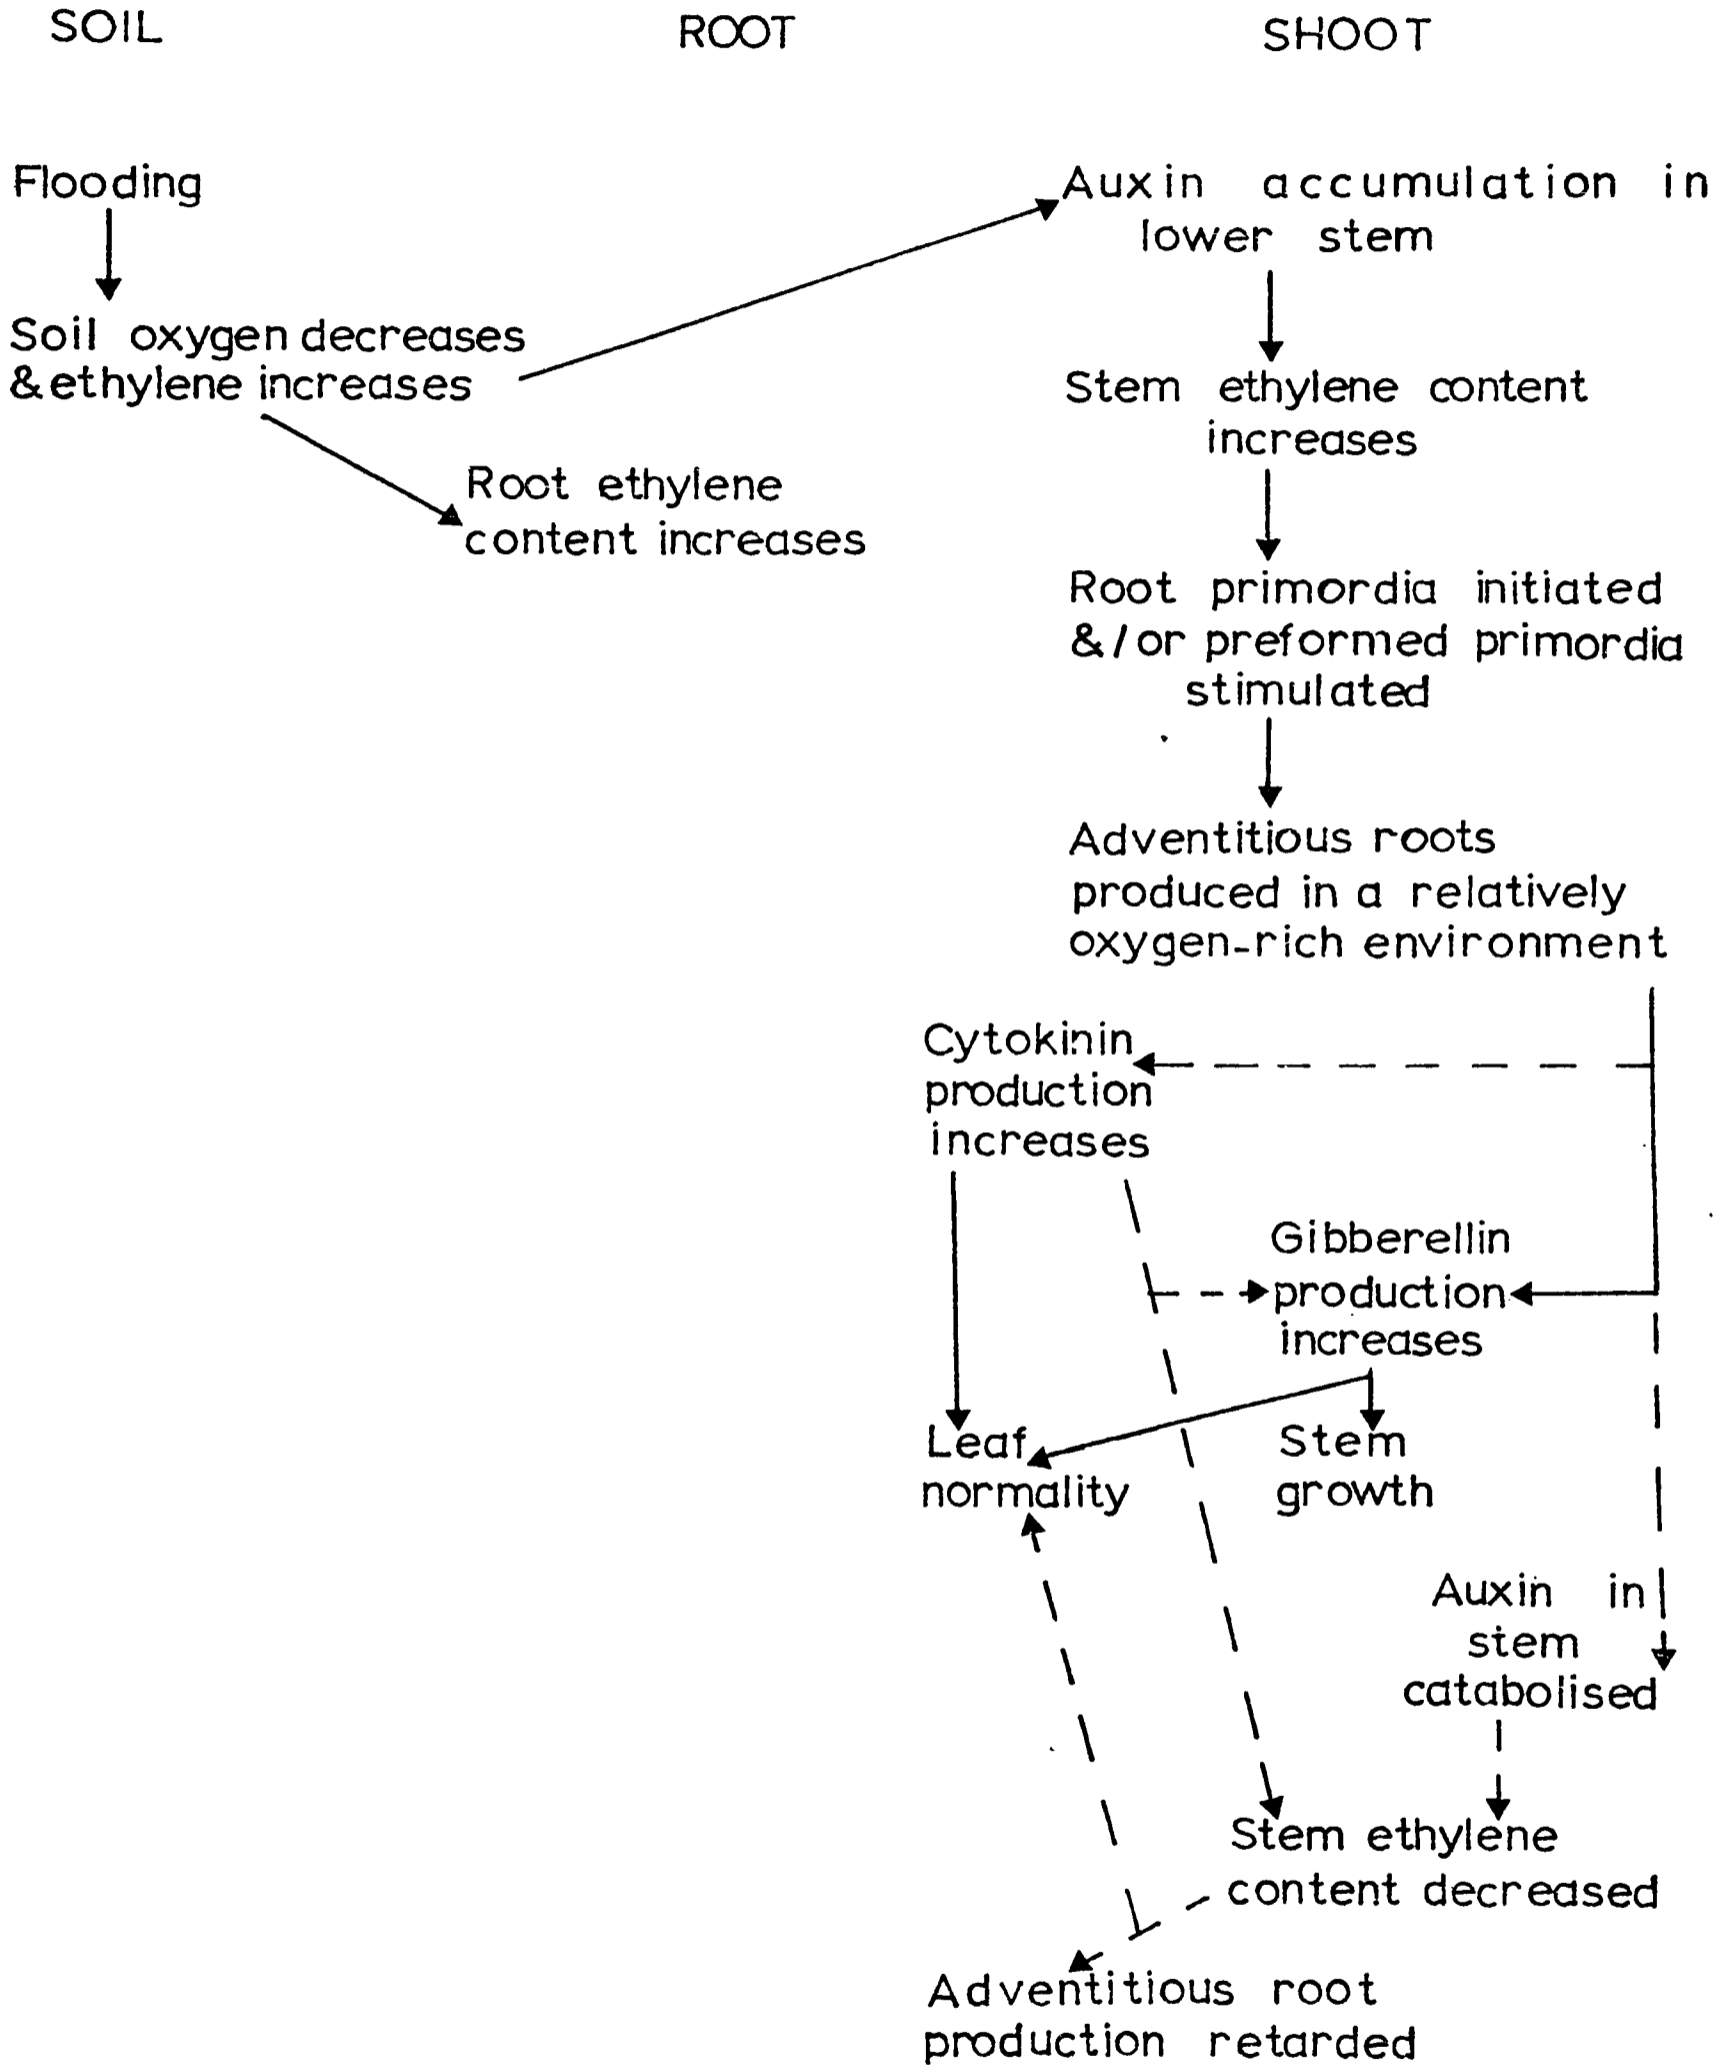 SOIL
ROOT
SHOOT
Flooding
Soil oxygen decreases
& ethylene increases
Root ethylene
content increases
Auxin accumulation in
lower stem
Stem ethylene content
increases
Root primordia initiated
&/or preformed primordia
stimulated
Adventitious roots
produced in a relatively
oxygen-rich environment
Cytokinin
production
increases
Gibberellin
production
increases
Leaf
normality
Stem
growth
Auxin in
stem
catabolised
Stem ethylene
content decreased
Adventitious root
production retarded